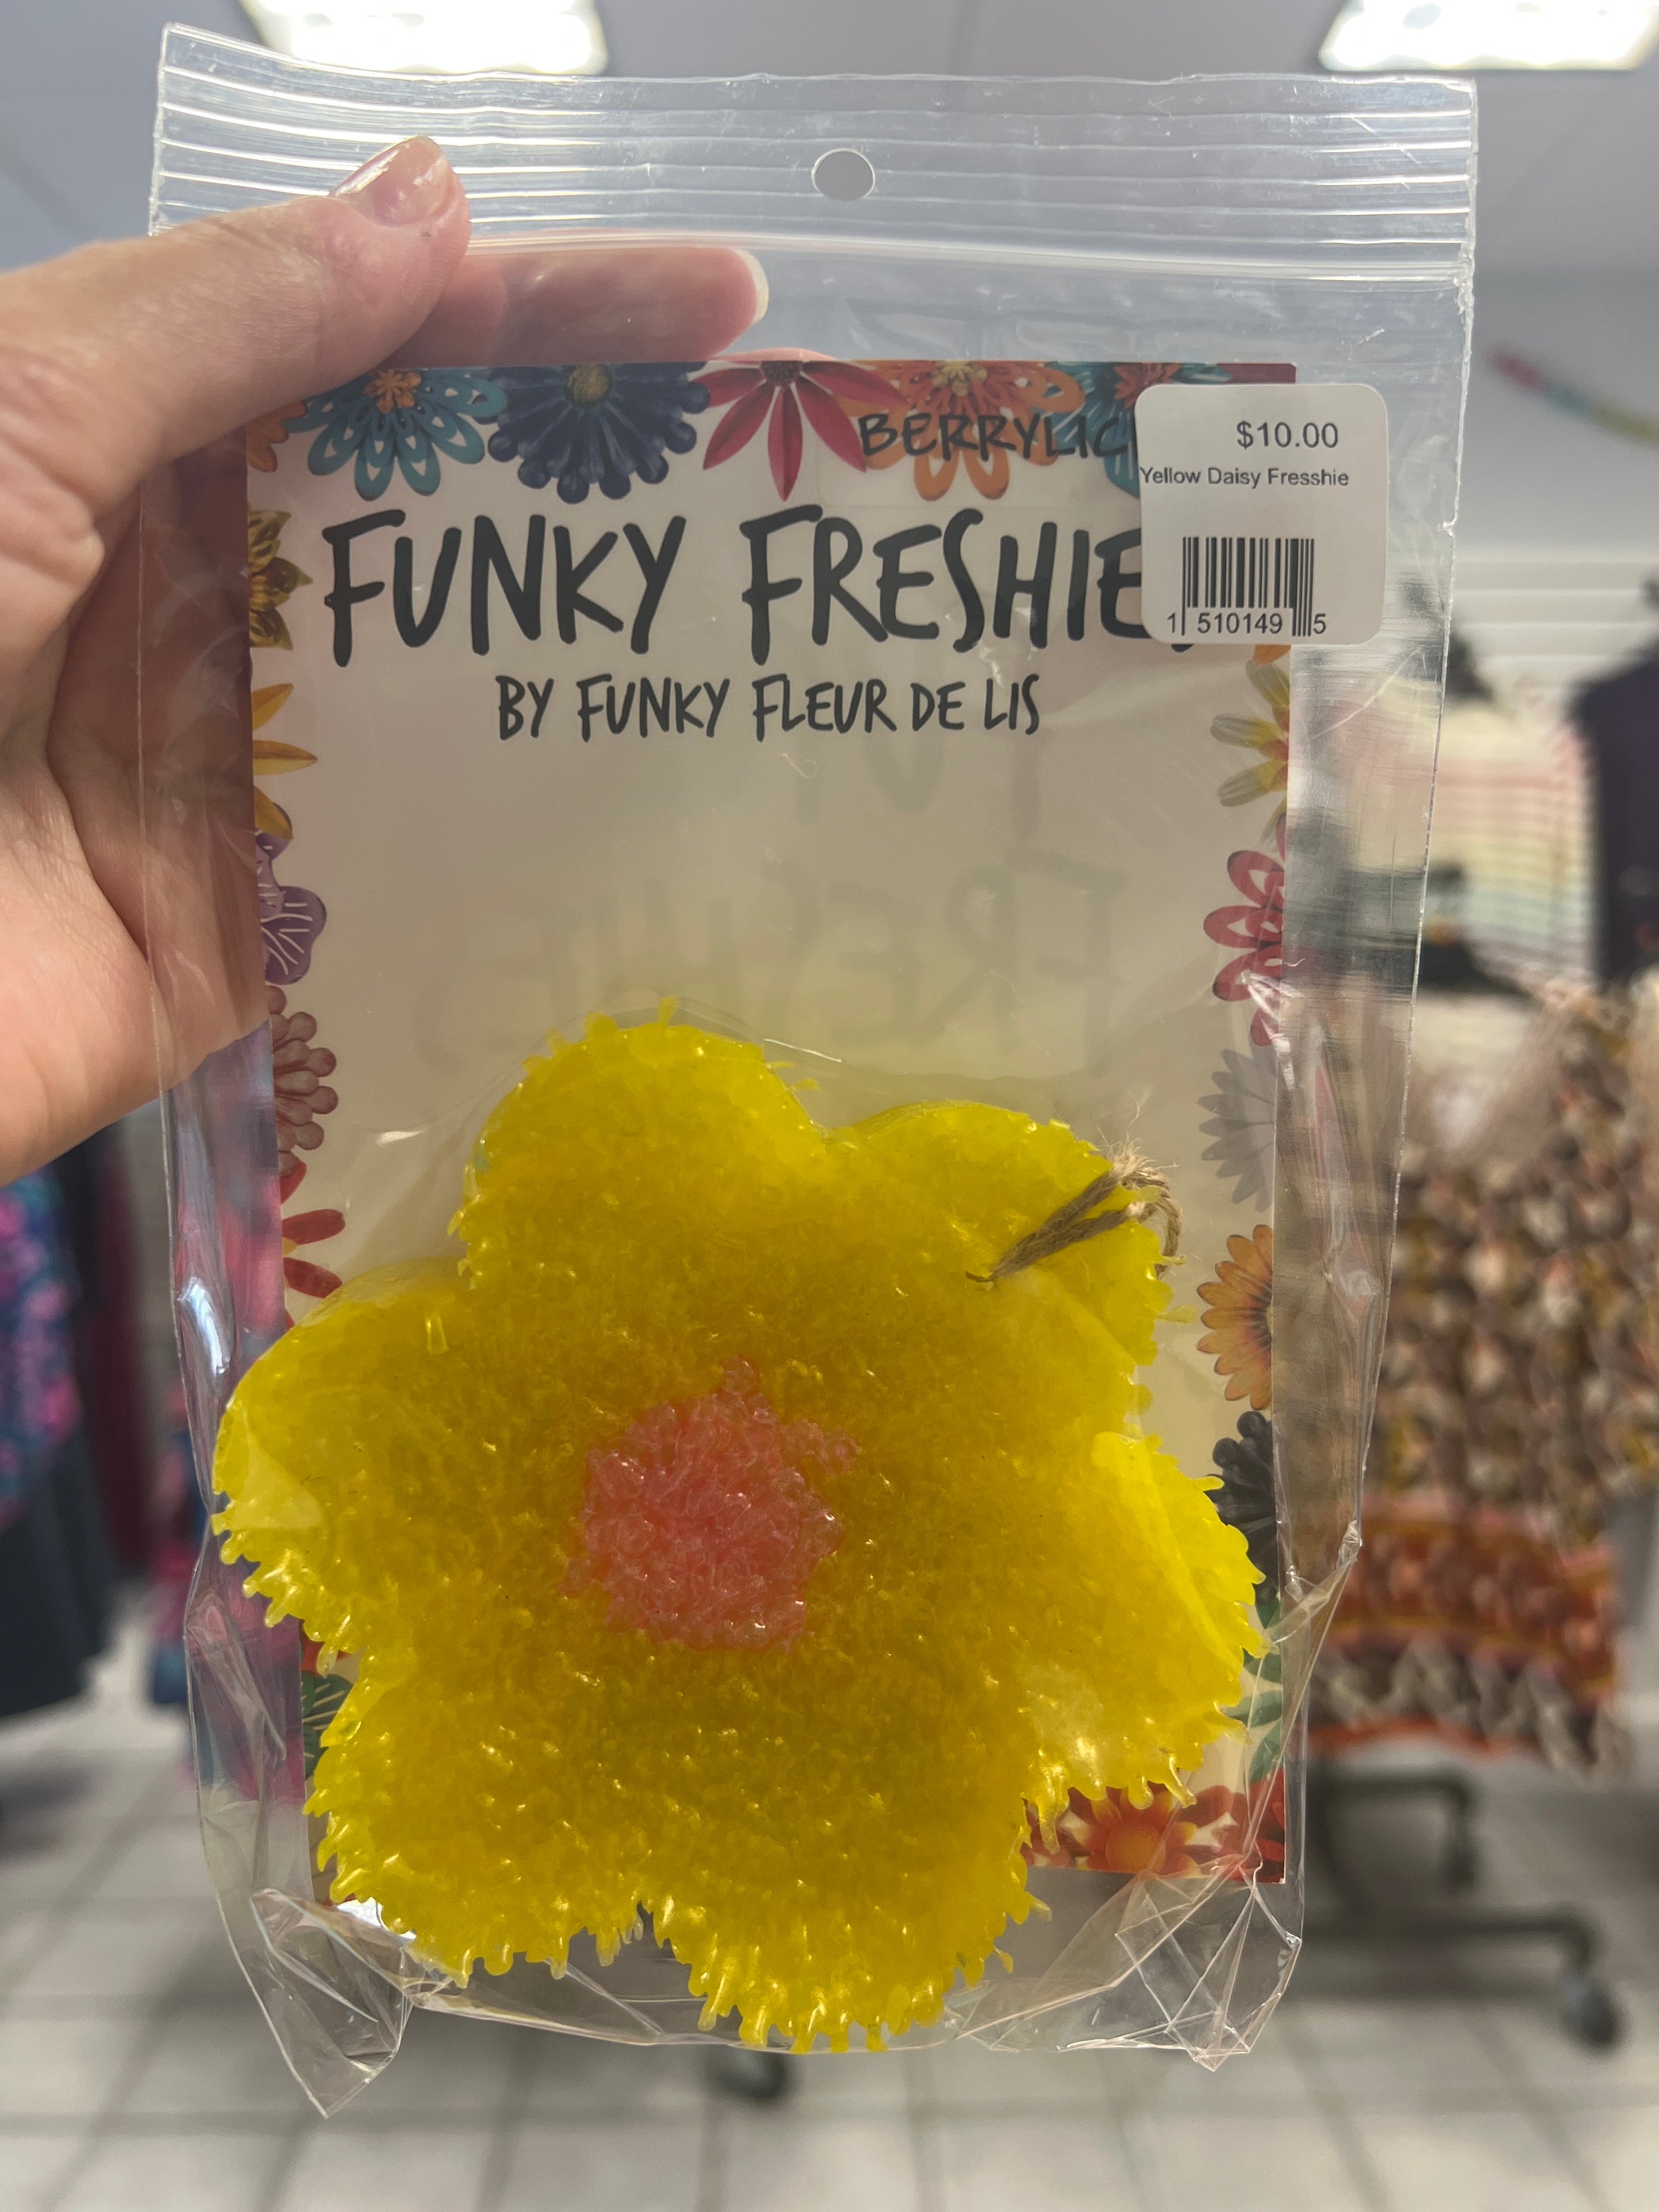 BERRYLIC
FUNKY FRESHIE
BY FUNKY FLEUR DE LIS
$10.00
Yellow Daisy Fresshie
1 510149 5